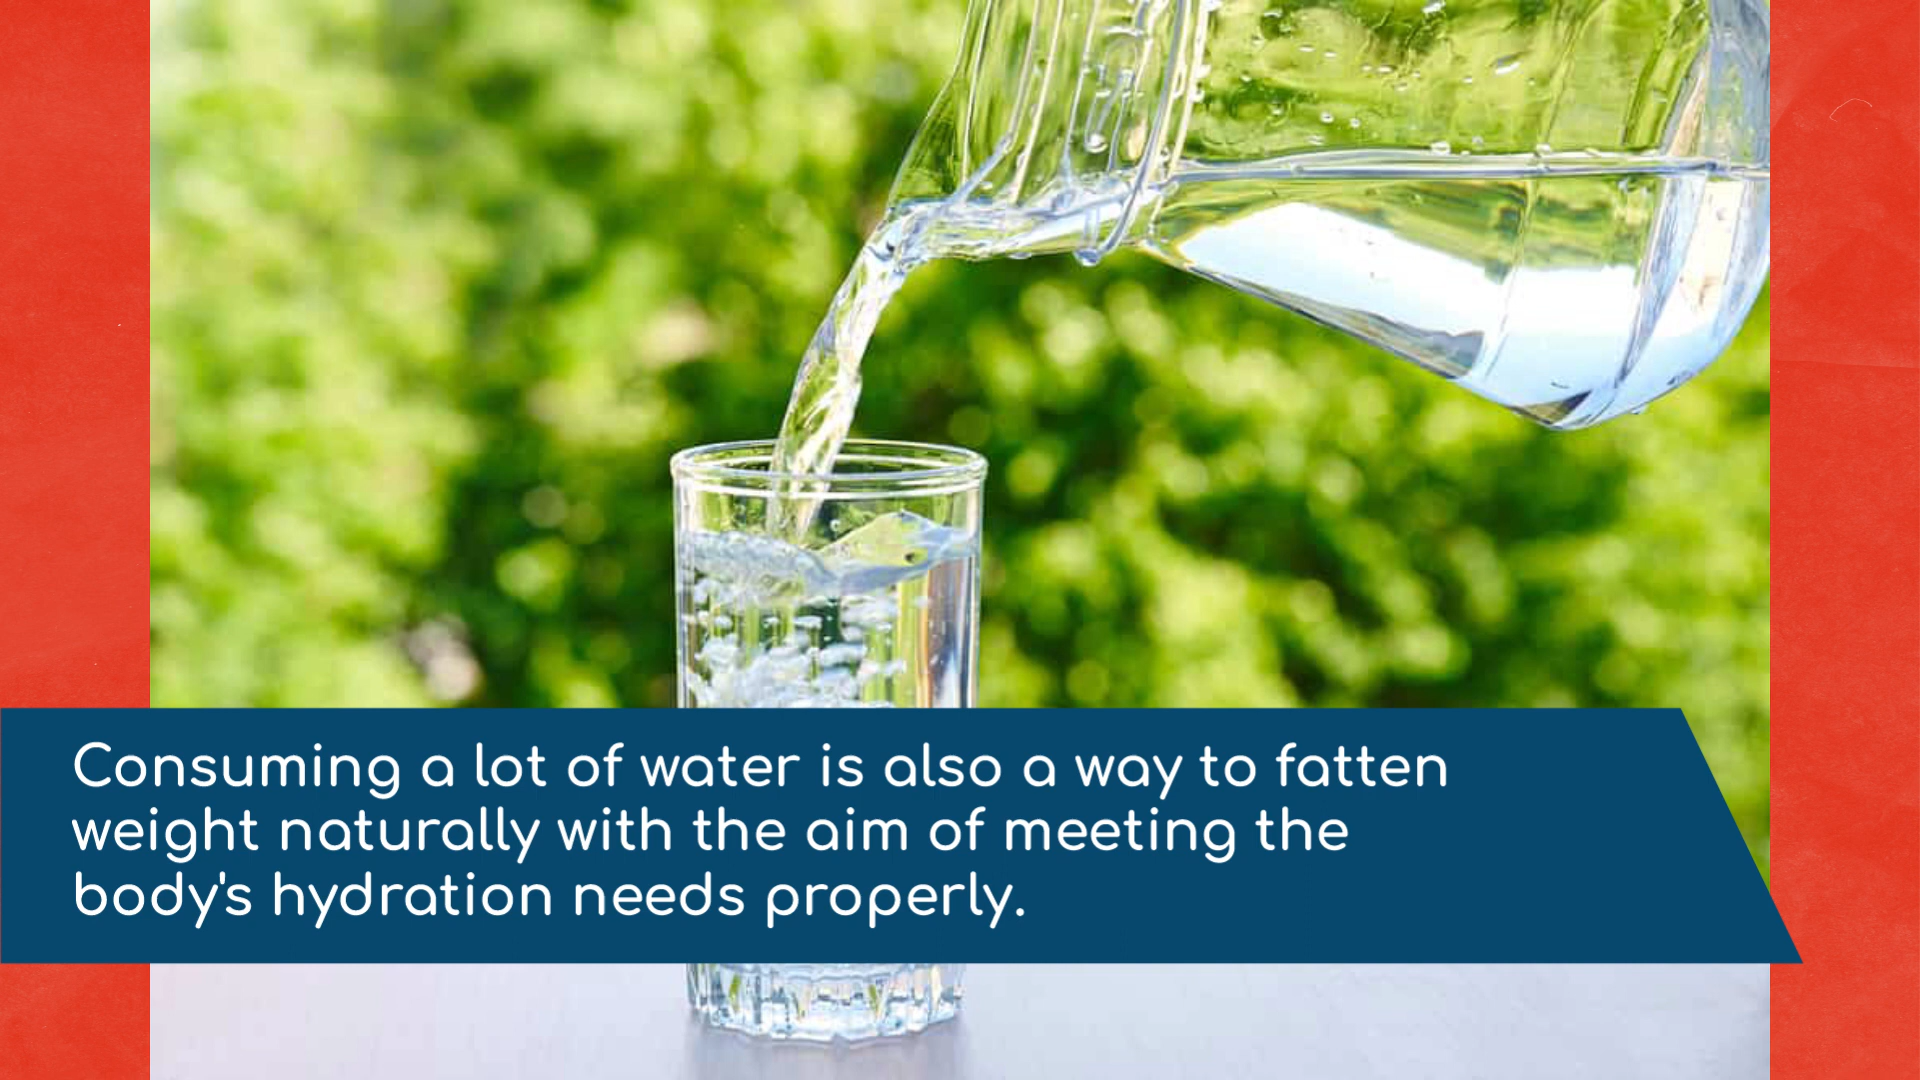 Consuming a lot of water is also a way to fatten
weight naturally with the aim of meeting the
body's hydration needs properly.